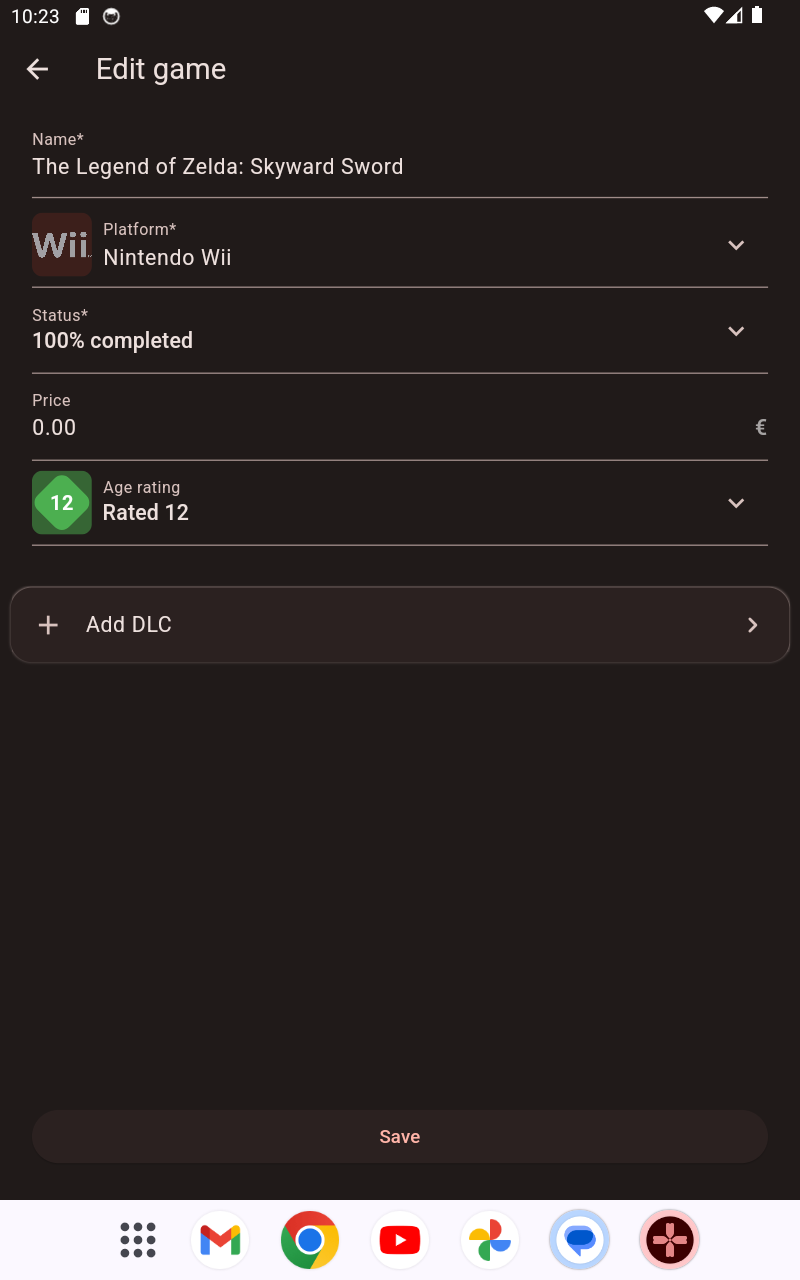 10:23
Edit game
Name*
The Legend of Zelda: Skyward Sword
Wii
Platform*
Nintendo Wii
Status*
100% completed
Price
0.00
€
12
Age rating
Rated 12
Add DLC
Save